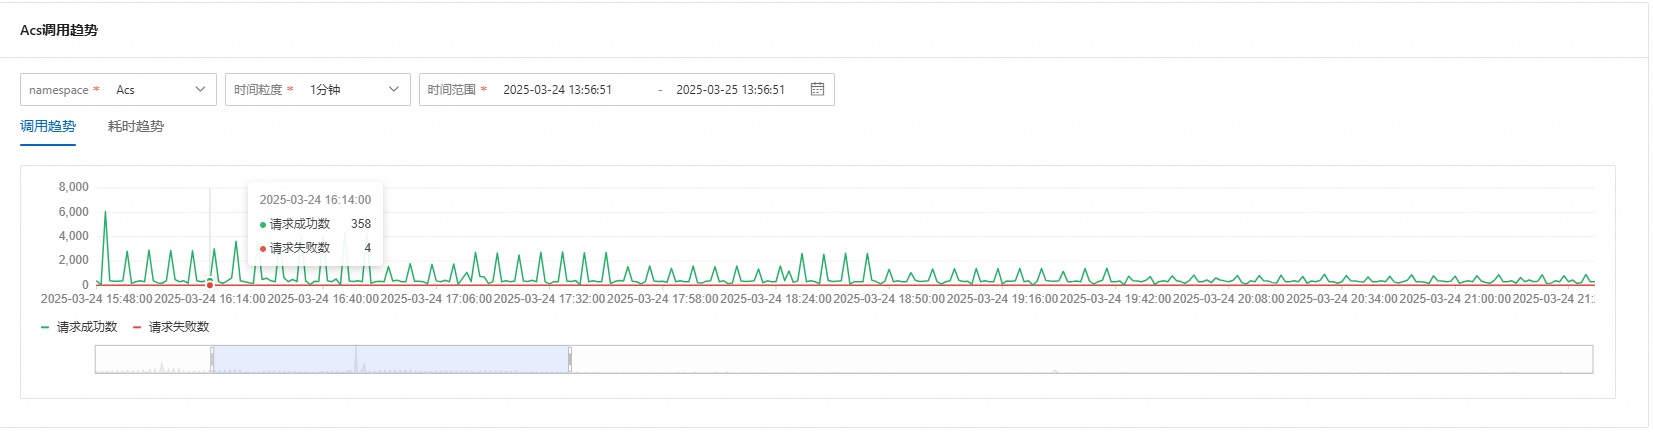 Acs调用趋势
namespace * Acs 时间粒度 * 1分钟 时间范围 * 2025-03-24 13:56:51 - 2025-03-25 13:56:51
调用趋势 耗时趋势
8,000
6,000
4,000
2,000
0
2025-03-24 16:14:00
请求成功数 358
请求失败数 4
2025-03-24 15:48:00 2025-03-24 16:14:00 2025-03-24 16:40:00 2025-03-24 17:06:00 2025-03-24 17:32:00 2025-03-24 17:58:00 2025-03-24 18:24:00 2025-03-24 18:50:00 2025-03-24 19:16:00 2025-03-24 19:42:00 2025-03-24 20:08:00 2025-03-24 20:34:00 2025-03-24 21:00:00 2025-03-24 21:
请求成功数 请求失败数